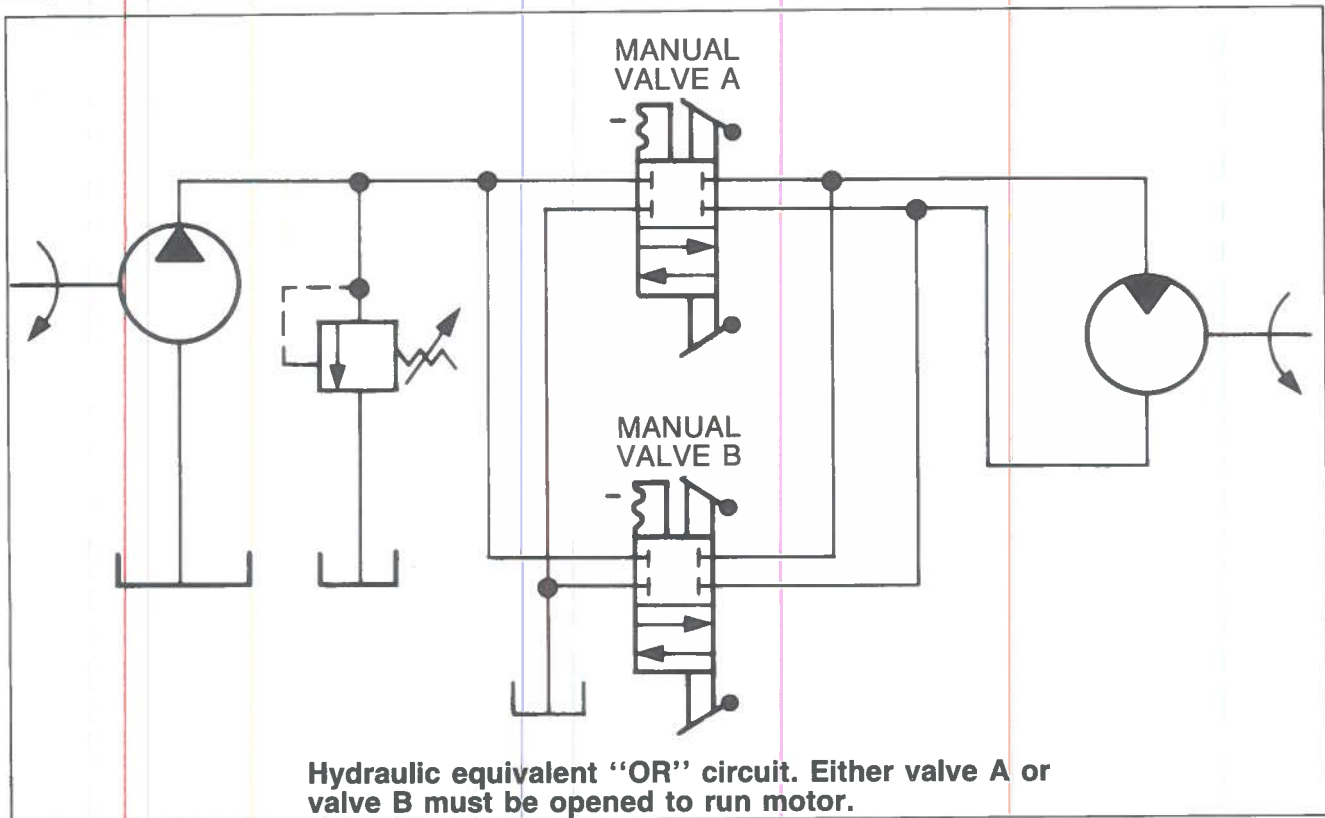 MANUAL
VALVE A
MANUAL
VALVE B
Hydraulic equivalent “OR” circuit. Either valve A or
valve B must be opened to run motor.